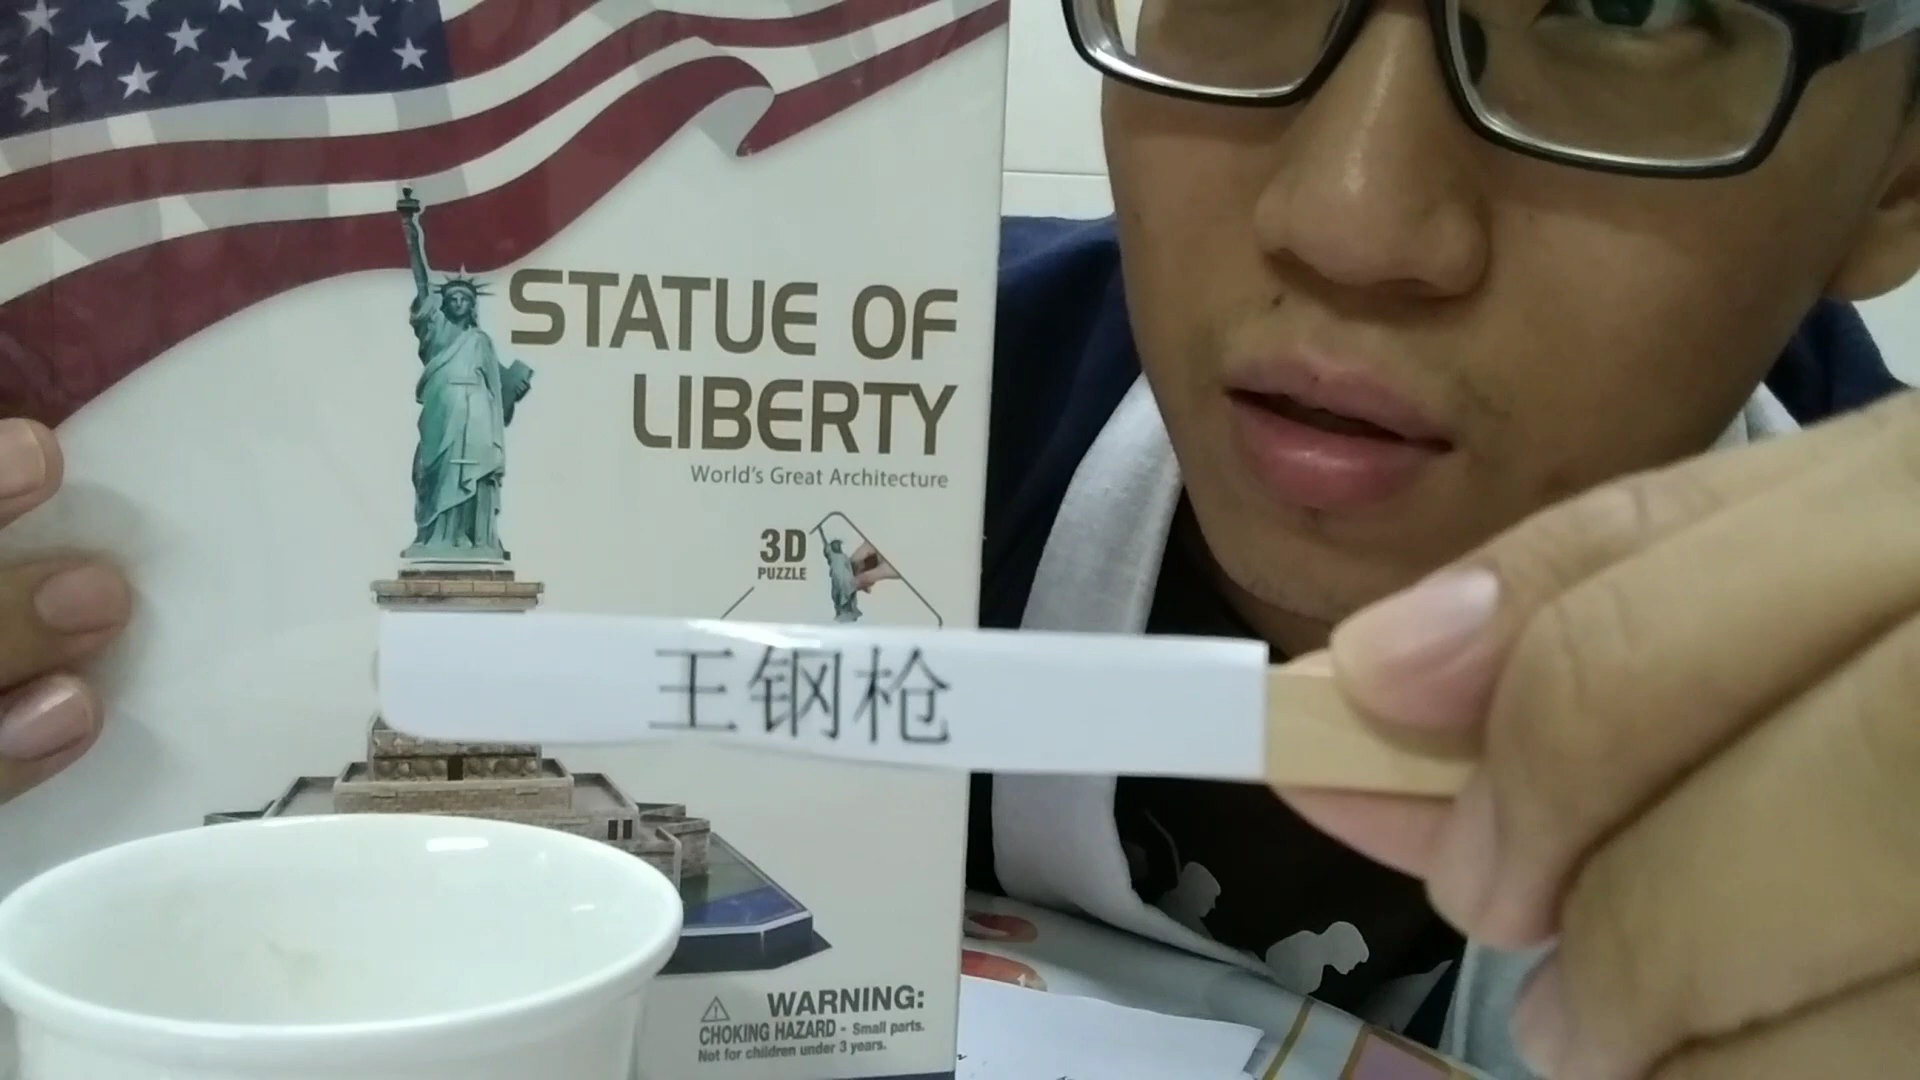 STATUE OF
LIBERTY
World's Great Architecture
3D
PUZZLE
王钢枪
WARNING:
CHOKING HAZARD - Small parts.
Not for children under 3 years.